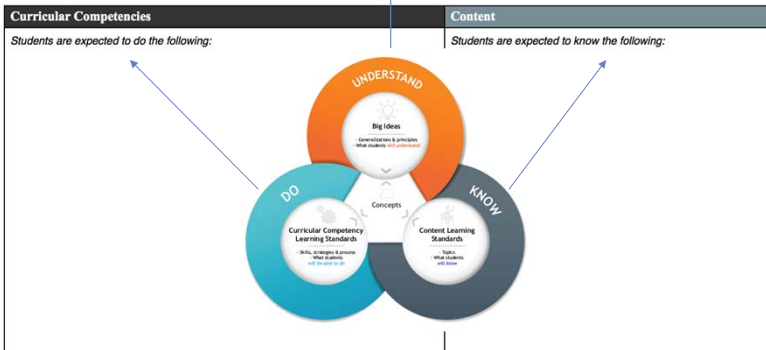 Curricular Competencies
Content
Students are expected to do the following:
Students are expected to know the following:
UNDERSTAND
Big Ideas
- Generalizations & principles
- What students will understand
DO
KNOW
Concepts
Curricular Competency
Learning Standards
- Skills, strategies & process
- What students
will be able to do
Content Learning
Standards
- Topics
- What students
will know